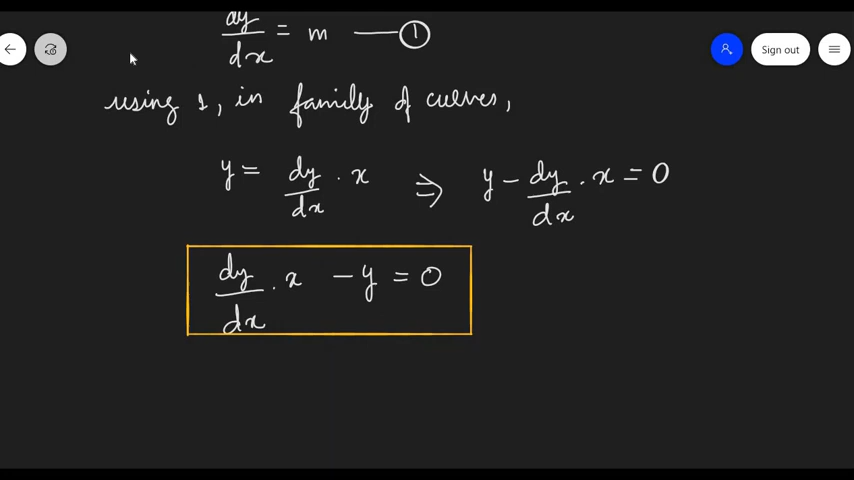 dy/dx = m —— ①
using 1, in family of curves,
y = dy/dx · x ⇒ y − dy/dx · x = 0
dy/dx · x − y = 0
Sign out